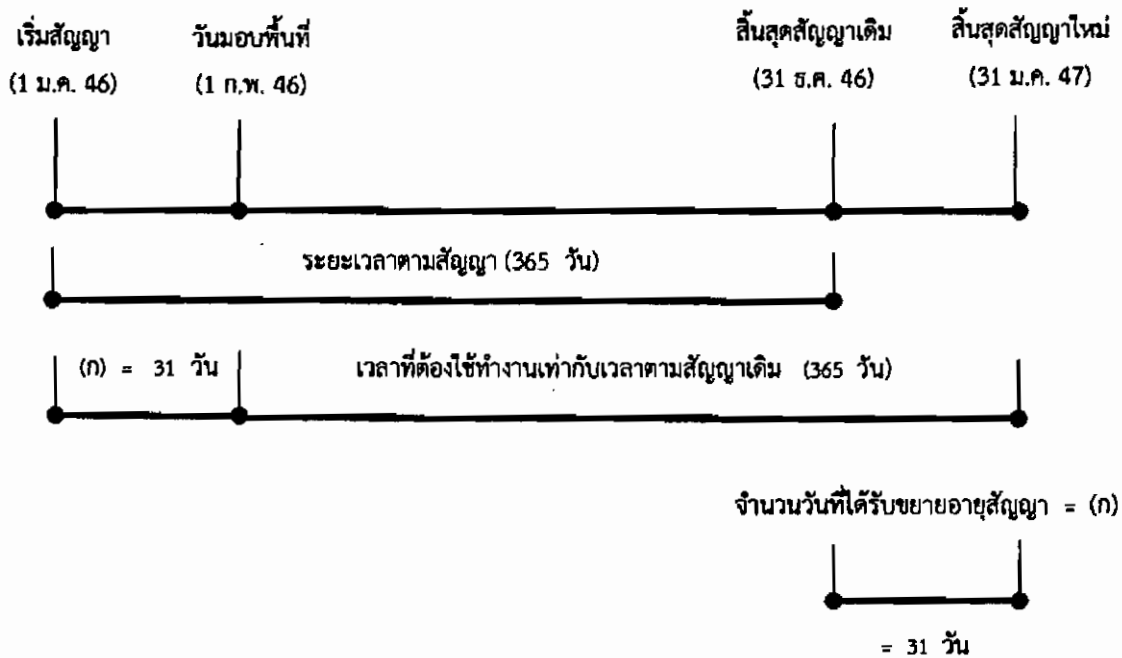 เริ่มสัญญา วันมอบพื้นที่ สิ้นสุดสัญญาเดิม สิ้นสุดสัญญาใหม่
(1 ม.ค. 46) (1 ก.พ. 46) (31 ธ.ค. 46) (31 ม.ค. 47)
ระยะเวลาตามสัญญา (365 วัน)
(ก) = 31 วัน เวลาที่ต้องใช้ทำงานเท่ากับเวลาตามสัญญาเดิม (365 วัน)
จำนวนวันที่ได้รับขยายอายุสัญญา = (ก)
= 31 วัน